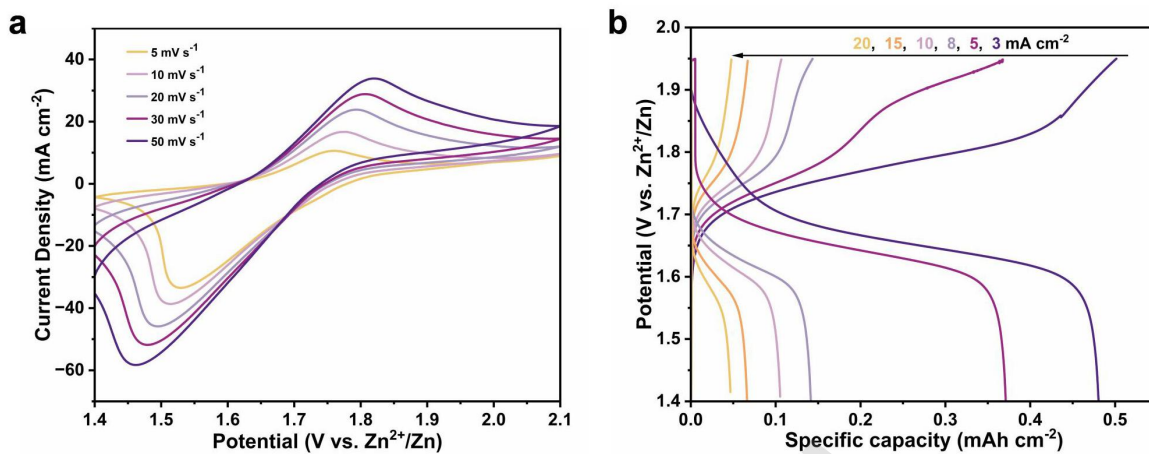 a
40
20
0
−20
−40
−60
Current Density (mA cm⁻²)
5 mV s⁻¹
10 mV s⁻¹
20 mV s⁻¹
30 mV s⁻¹
50 mV s⁻¹
1.4 1.5 1.6 1.7 1.8 1.9 2.0 2.1
Potential (V vs. Zn²⁺/Zn)
b
2.0
1.9
1.8
1.7
1.6
1.5
1.4
Potential (V vs. Zn²⁺/Zn)
20, 15, 10, 8, 5, 3 mA cm⁻²
0.0 0.1 0.2 0.3 0.4 0.5
Specific capacity (mAh cm⁻²)